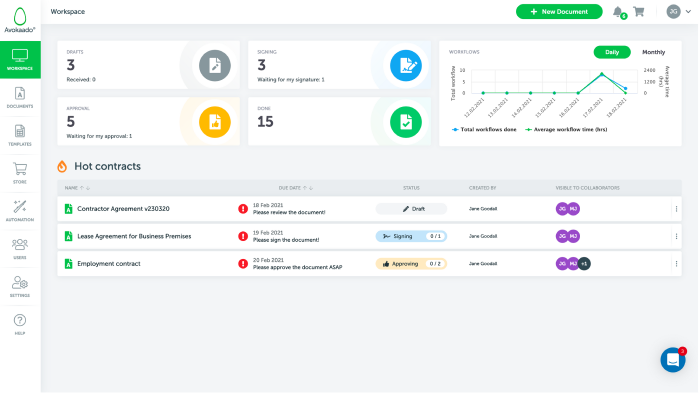 Workspace
+ New Document
6
JG
Avokaado®
WORKSPACE
DOCUMENTS
TEMPLATES
STORE
AUTOMATION
USERS
SETTINGS
HELP
DRAFTS
3
Received: 0
SIGNING
3
Waiting for my signature: 1
APPROVAL
5
Waiting for my approval: 1
DONE
15
WORKFLOWS
Daily
Monthly
Total workflow
10
5
0
2400
1200
0
Average time (hrs)
12.02.2021
13.02.2021
14.02.2021
15.02.2021
16.02.2021
17.02.2021
18.02.2021
Total workflows done
Average workflow time (hrs)
Hot contracts
NAME ↑ ↓
DUE DATE ↑ ↓
STATUS
CREATED BY
VISIBLE TO COLLABORATORS
Contractor Agreement v230320
18 Feb 2021
Please review the document!
Draft
Jane Goodall
JG MJ
Lease Agreement for Business Premises
19 Feb 2021
Please sign the document!
Signing 0 / 1
Jane Goodall
JG MJ
Employment contract
20 Feb 2021
Please approve the document ASAP
Approving 0 / 2
Jane Goodall
JG MJ +1